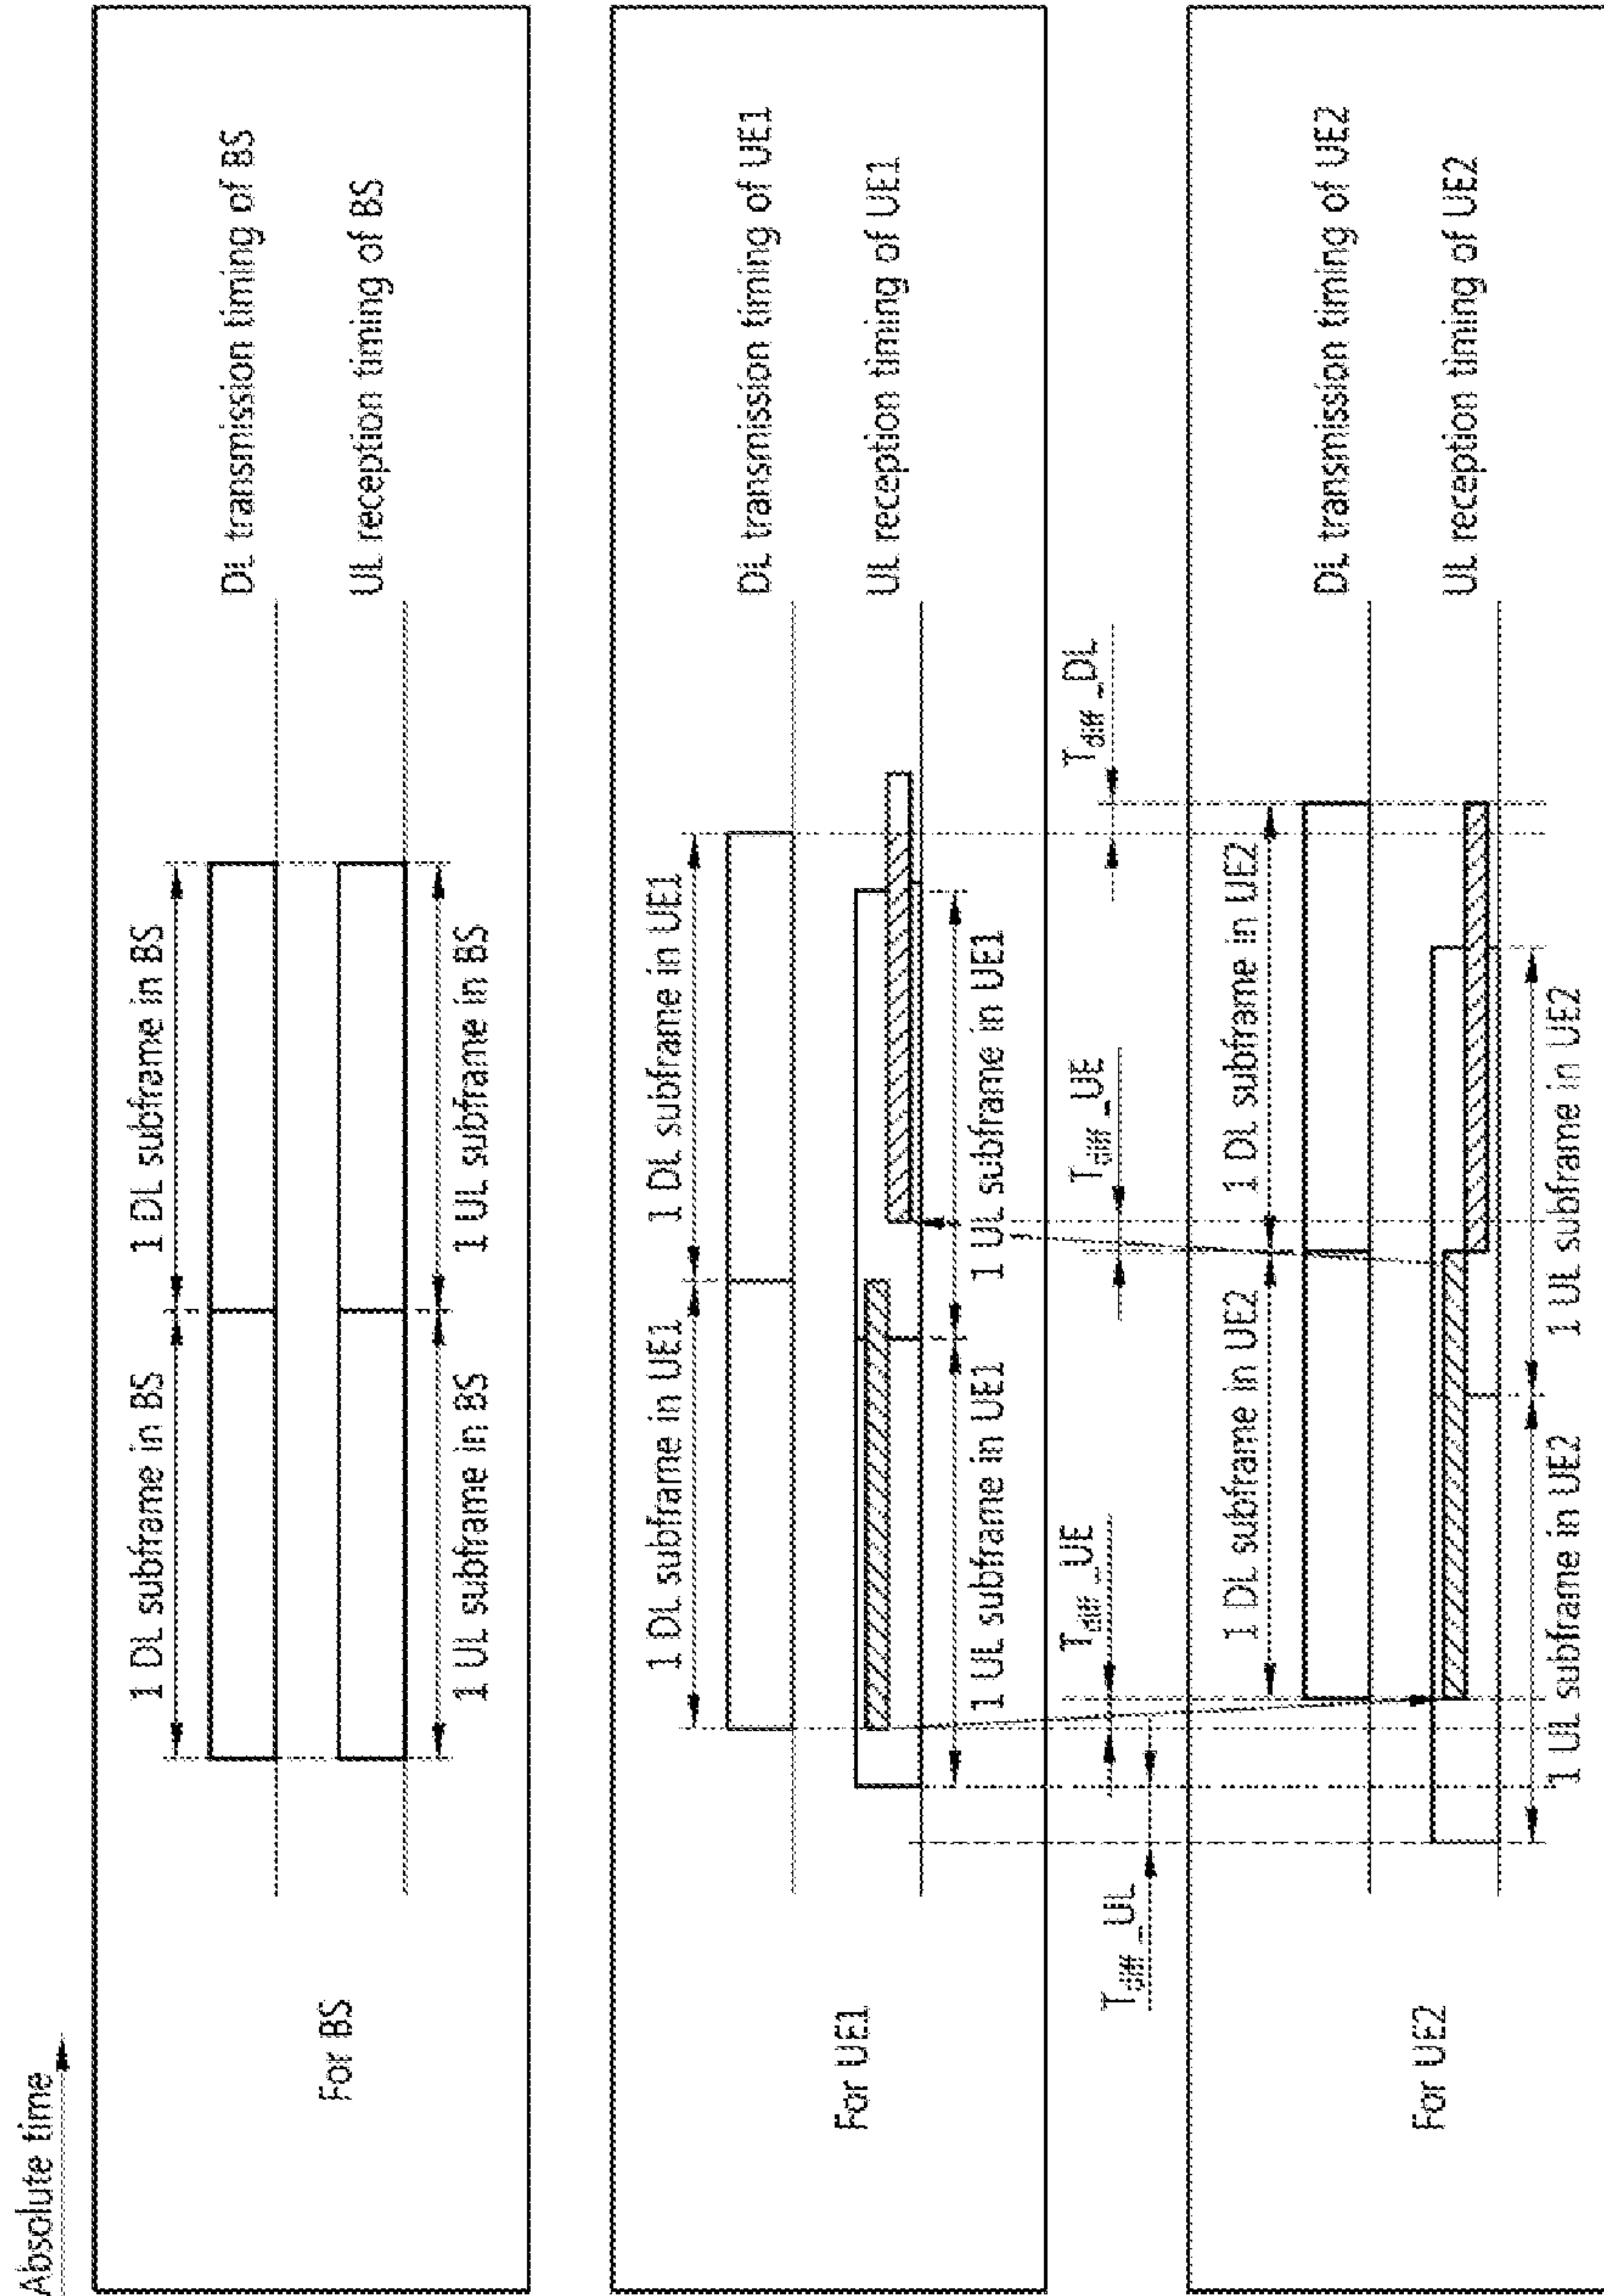 Absolute time
For BS
1 DL subframe in BS
1 DL subframe in BS
DL transmission timing of BS
UL reception timing of BS
1 UL subframe in BS
1 UL subframe in BS
For UE1
1 DL subframe in UE1
1 DL subframe in UE1
DL transmission timing of UE1
UL reception timing of UE1
1 UL subframe in UE1
1 UL subframe in UE1
Tdiff_UL
Tdiff_UE
Tdiff_UE
Tdiff_DL
For UE2
1 DL subframe in UE2
1 DL subframe in UE2
DL transmission timing of UE2
UL reception timing of UE2
1 UL subframe in UE2
1 UL subframe in UE2